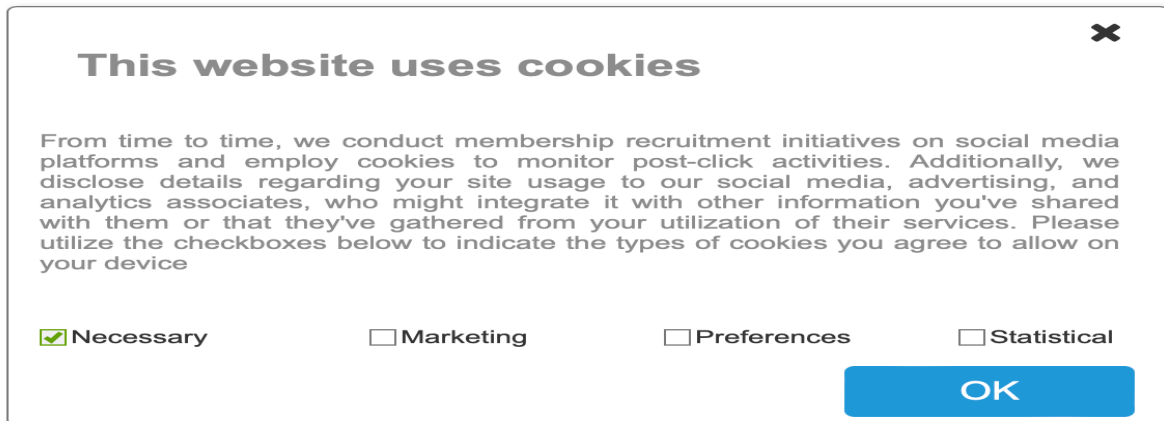 This website uses cookies
From time to time, we conduct membership recruitment initiatives on social media
platforms and employ cookies to monitor post-click activities. Additionally, we
disclose details regarding your site usage to our social media, advertising, and
analytics associates, who might integrate it with other information you've shared
with them or that they've gathered from your utilization of their services. Please
utilize the checkboxes below to indicate the types of cookies you agree to allow on
your device
Necessary Marketing Preferences Statistical
OK